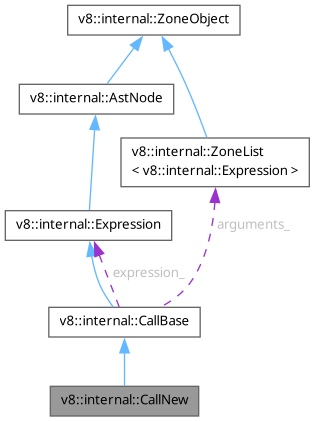 v8::internal::ZoneObject
v8::internal::AstNode
v8::internal::ZoneList
< v8::internal::Expression >
v8::internal::Expression
arguments_
expression_
v8::internal::CallBase
v8::internal::CallNew